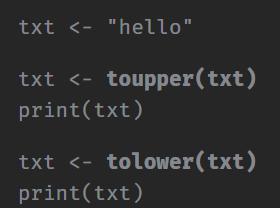 txt <- "hello"
txt <- toupper(txt)
print(txt)
txt <- tolower(txt)
print(txt)